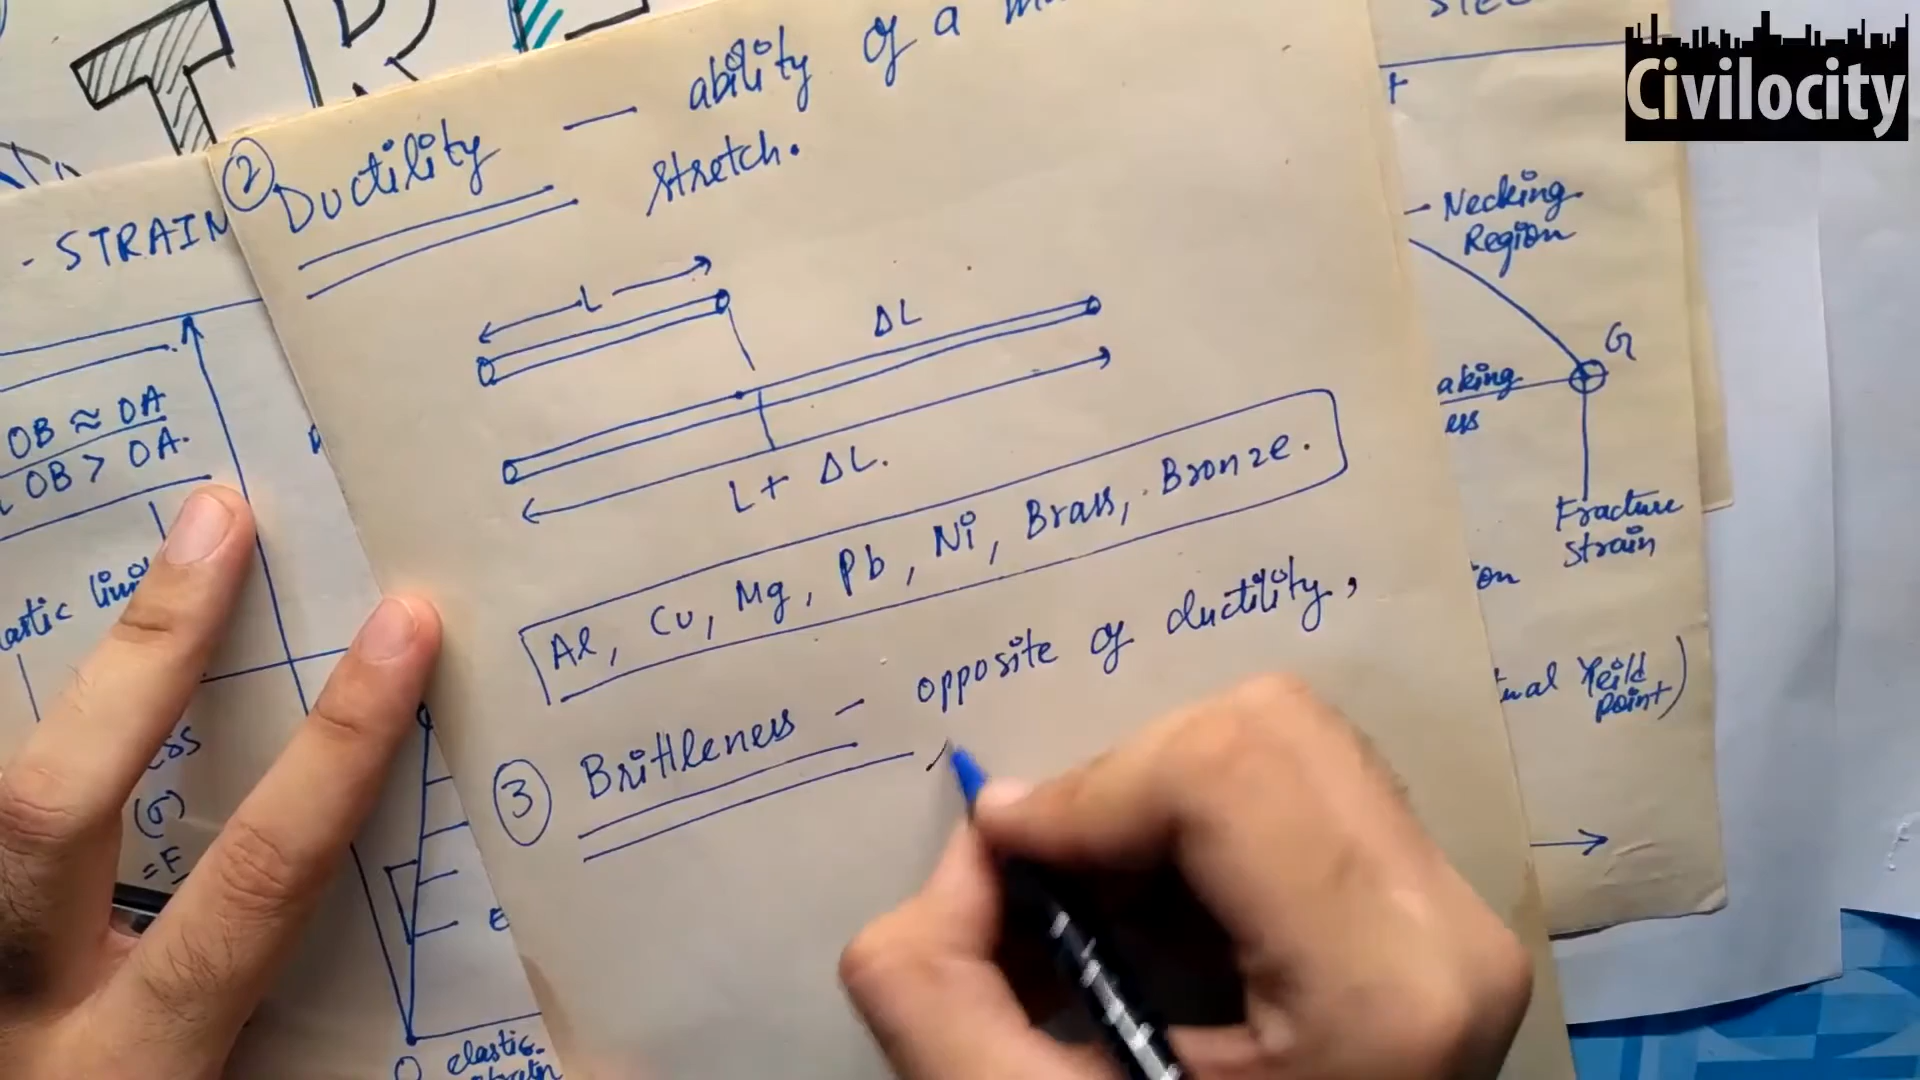 Civilocity
② Ductility — ability of a
stretch.
L
ΔL
L + ΔL.
Al, Cu, Mg, Pb, Ni, Brass, Bronze.
③ Brittleness - opposite of ductility,
- STRAIN
OB ≈ OA
OB > OA.
(σ)
= F
O elastic
- Necking
Region
G
Fracture
strain
Yeild
point)